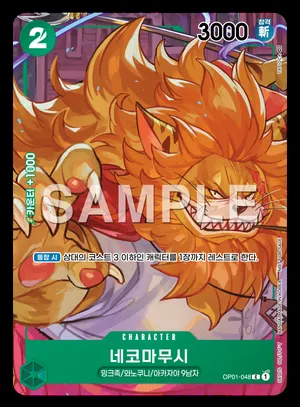 2
3000
참격
斬
카운터 +1000
SAMPLE
등장 시 상대의 코스트 3 이하인 캐릭터를 1장까지 레스트로 한다.
CHARACTER
네코마무시
밍크족/와노쿠니/아카자야 9남자
OP01-048 C 1